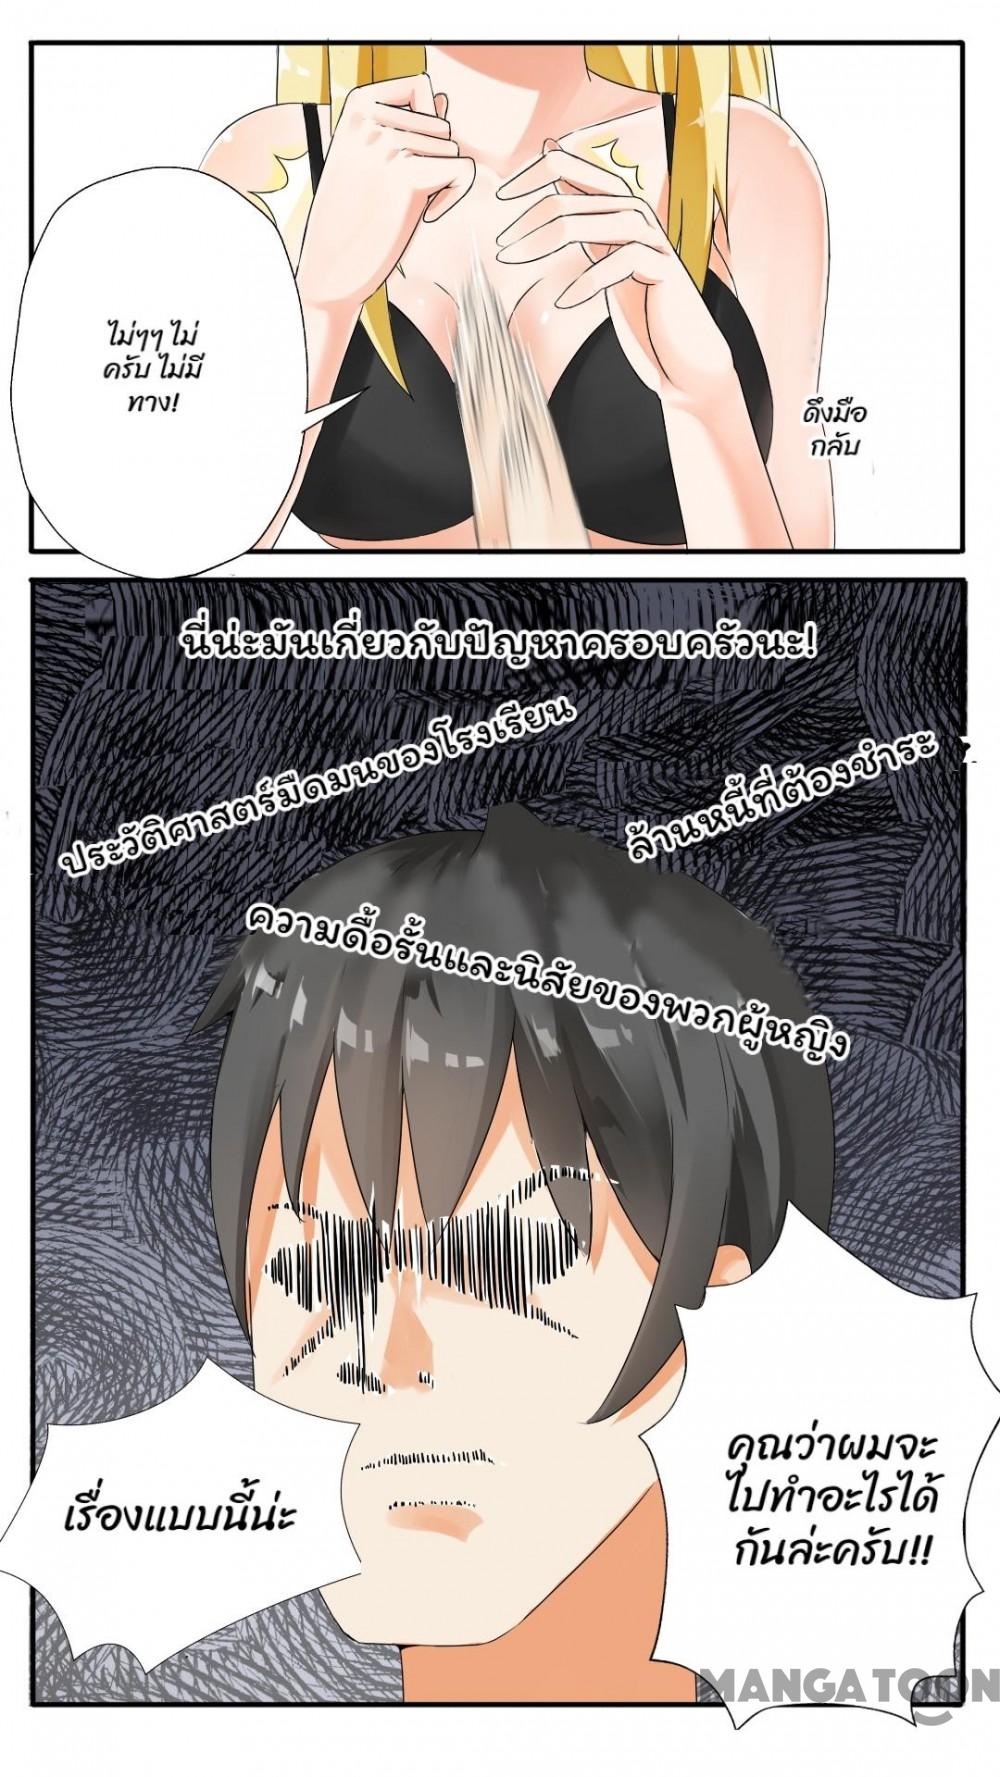 ไม่ๆๆ ไม่
ครับ ไม่มี
ทาง!
ดึงมือ
กลับ
นี่น่ะมันเกี่ยวกับปัญหาครอบครัวนะ!
ประวัติศาสตร์มืดมนของโรงเรียน
ล้านหนี้ที่ต้องชำระ
ความดื้อรั้นและนิสัยของพวกผู้หญิง
เรื่องแบบนี้น่ะ
คุณว่าผมจะ
ไปทำอะไรได้
กันล่ะครับ!!
MANGATOON